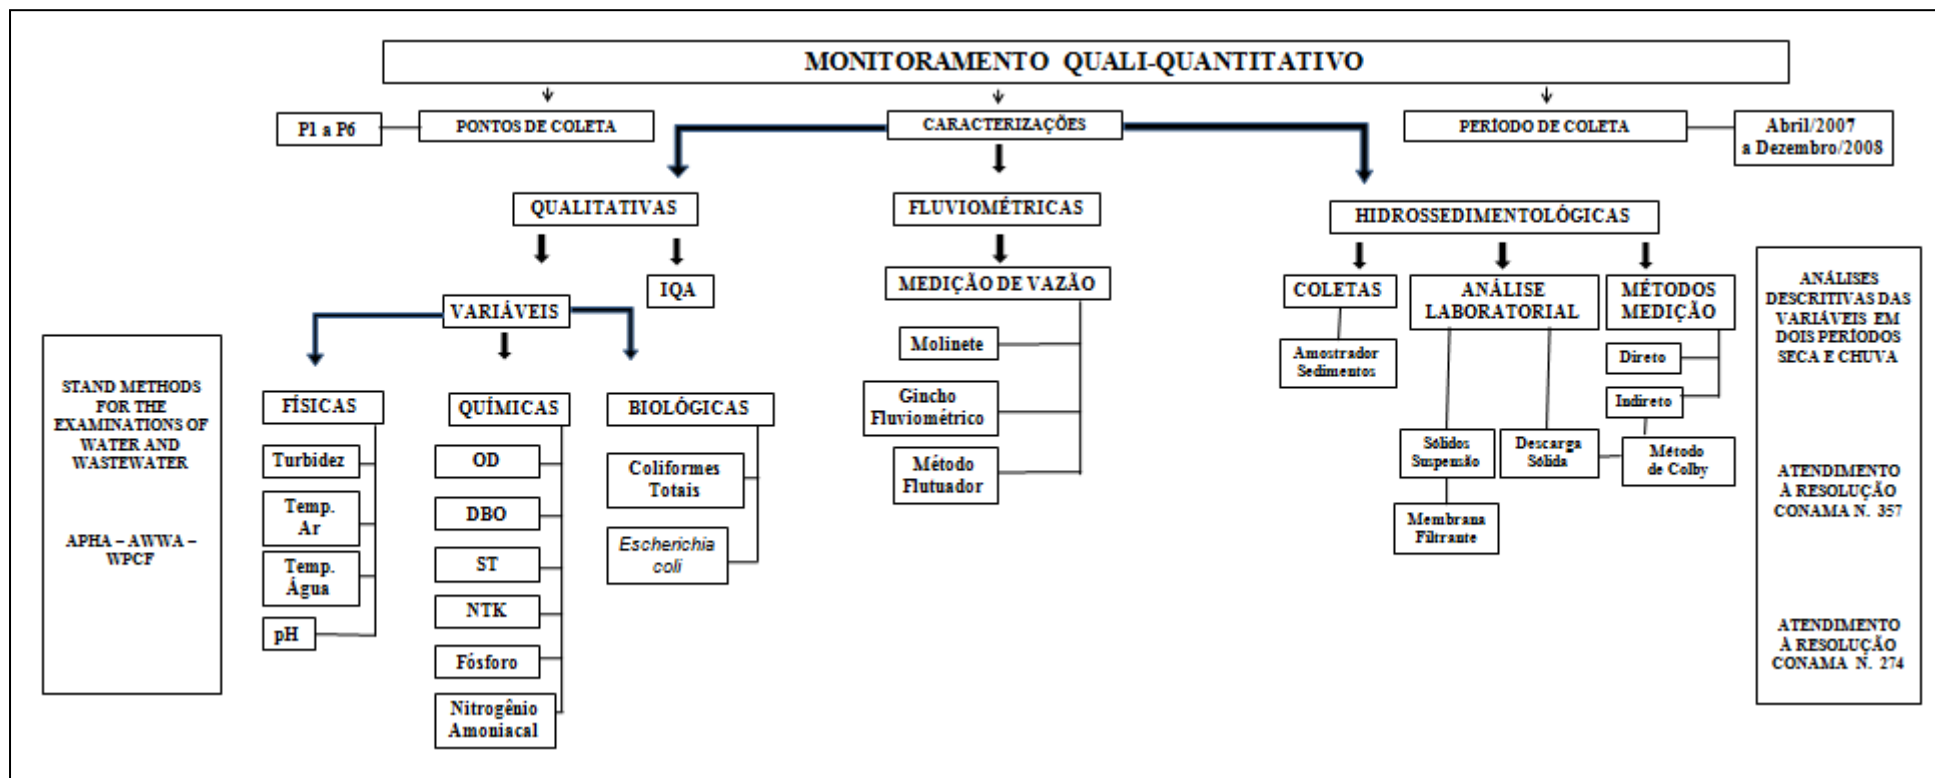 MONITORAMENTO QUALI-QUANTITATIVO
P1 a P6
PONTOS DE COLETA
CARACTERIZAÇÕES
PERÍODO DE COLETA
Abril/2007
a Dezembro/2008
QUALITATIVAS
FLUVIOMÉTRICAS
HIDROSSEDIMENTOLÓGICAS
VARIÁVEIS
IQA
MEDIÇÃO DE VAZÃO
COLETAS
ANÁLISE
LABORATORIAL
MÉTODOS
MEDIÇÃO
STAND METHODS
FOR THE
EXAMINATIONS OF
WATER AND
WASTEWATER
APHA – AWWA –
WPCF
FÍSICAS
Turbidez
Temp.
Ar
Temp.
Água
pH
QUÍMICAS
OD
DBO
ST
NTK
Fósforo
Nitrogênio
Amoniacal
BIOLÓGICAS
Coliformes
Totais
Escherichia
coli
Molinete
Gincho
Fluviométrico
Método
Flutuador
Amostrador
Sedimentos
Sólidos
Suspensão
Membrana
Filtrante
Descarga
Sólida
Direto
Indireto
Método
de Colby
ANÁLISES
DESCRITIVAS DAS
VARIÁVEIS EM
DOIS PERÍODOS
SECA E CHUVA
ATENDIMENTO
À RESOLUÇÃO
CONAMA N. 357
ATENDIMENTO
À RESOLUÇÃO
CONAMA N. 274